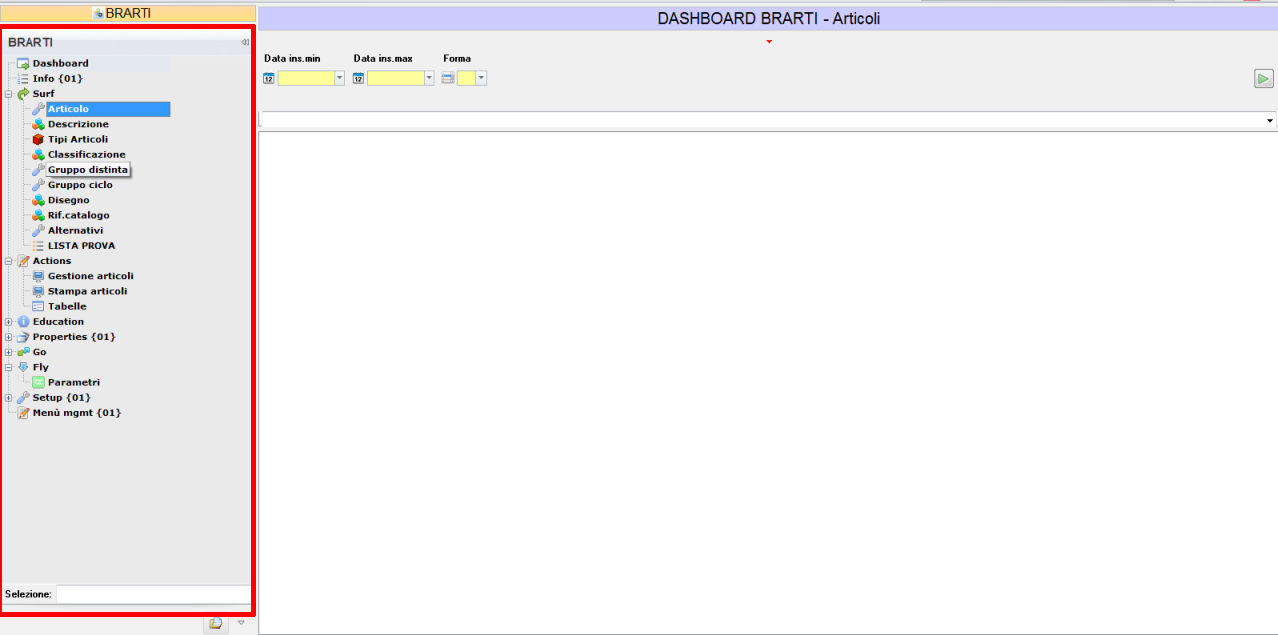 BRARTI
DASHBOARD BRARTI - Articoli
BRARTI
Dashboard
Info {01}
Surf
Articolo
Descrizione
Tipi Articoli
Classificazione
Gruppo distinta
Gruppo ciclo
Disegno
Rif.catalogo
Alternativi
LISTA PROVA
Actions
Gestione articoli
Stampa articoli
Tabelle
Education
Properties {01}
Go
Fly
Parametri
Setup {01}
Menù mgmt {01}
Selezione:
Data ins.min Data ins.max Forma
12 12